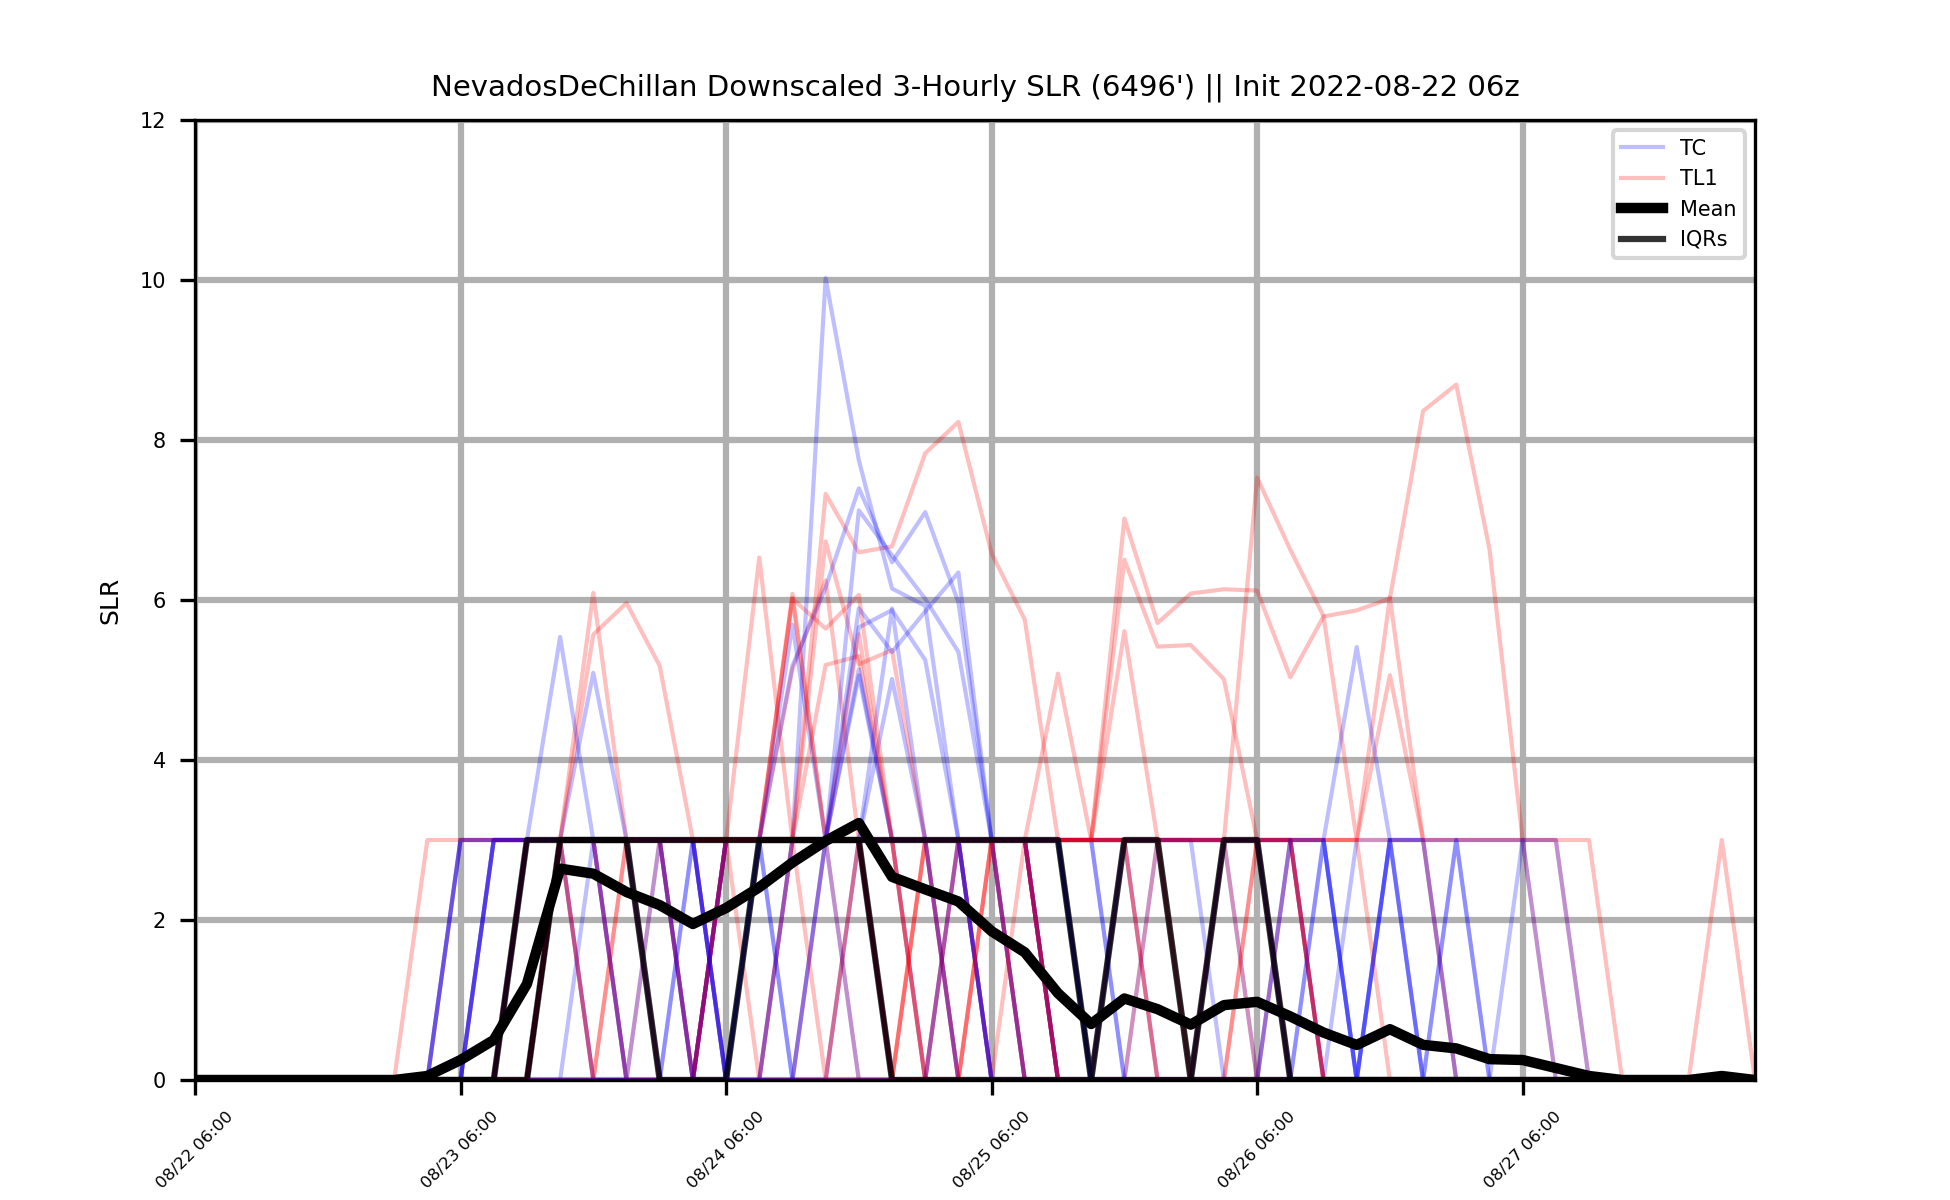 NevadosDeChillan Downscaled 3-Hourly SLR (6496') || Init 2022-08-22 06z
TC
TL1
Mean
IQRs
SLR
12
10
8
6
4
2
0
08/22 06:00
08/23 06:00
08/24 06:00
08/25 06:00
08/26 06:00
08/27 06:00